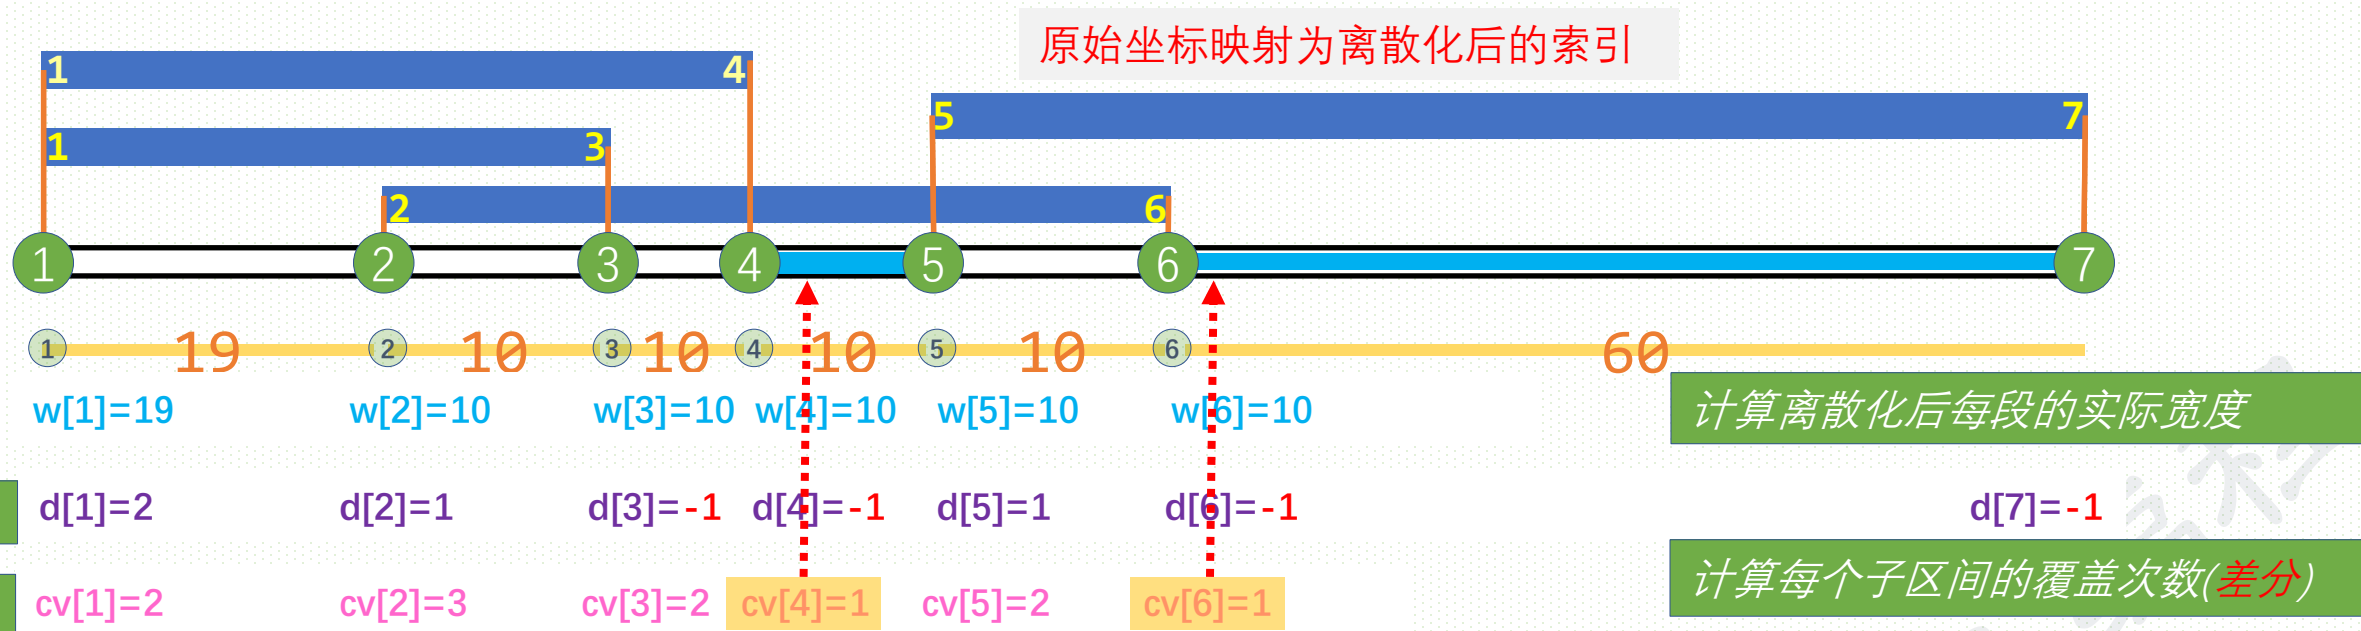 原始坐标映射为离散化后的索引
1 4
5 7
1 3
2 6
1 2 3 4 5 6 7
1 19 2 10 3 10 4 10 5 10 6 60
w[1]=19 w[2]=10 w[3]=10 w[4]=10 w[5]=10 w[6]=10 计算离散化后每段的实际宽度
d[1]=2 d[2]=1 d[3]=-1 d[4]=-1 d[5]=1 d[6]=-1 d[7]=-1
cv[1]=2 cv[2]=3 cv[3]=2 cv[4]=1 cv[5]=2 cv[6]=1 计算每个子区间的覆盖次数(差分)